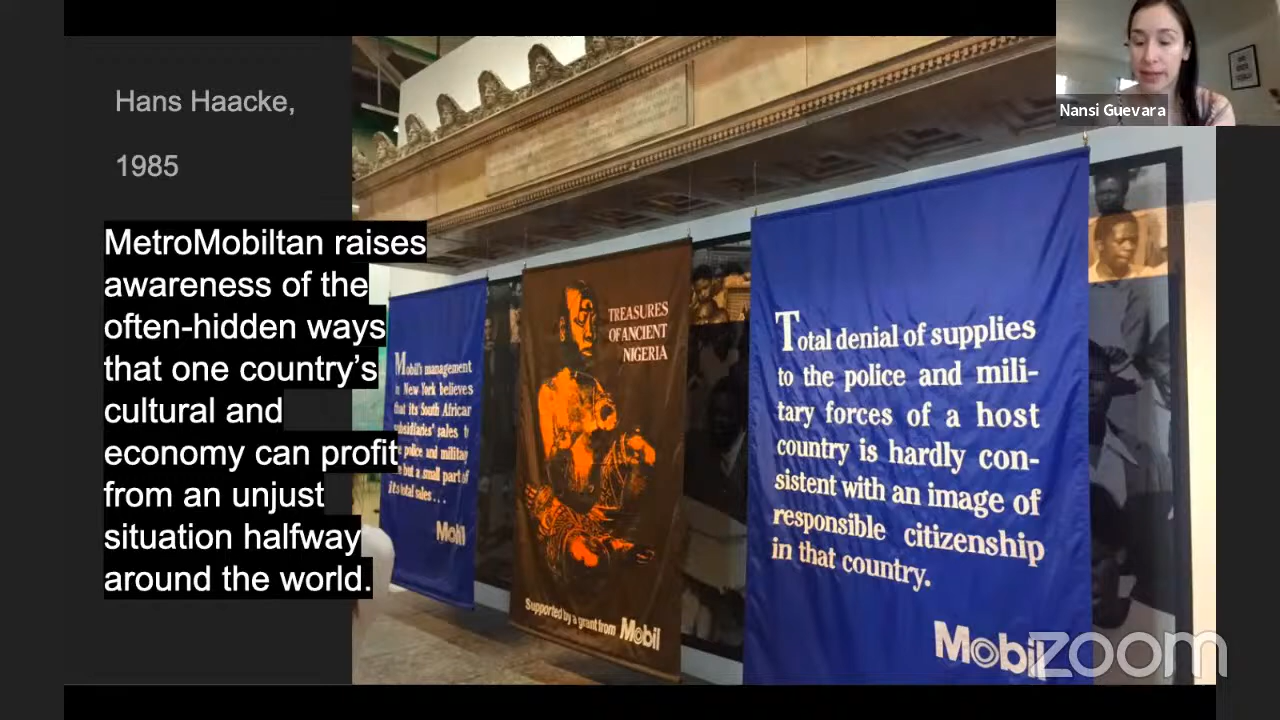 Hans Haacke,
1985
MetroMobiltan raises
awareness of the
often-hidden ways
that one country's
cultural and
economy can profit
from an unjust
situation halfway
around the world.
Mobil's management
in New York believes
that its South African
subsidiaries' sales to
police and military
but a small part of
its total sales...
Mobil
TREASURES
OF ANCIENT
NIGERIA
Supported by a grant from Mobil
Total denial of supplies
to the police and mili-
tary forces of a host
country is hardly con-
sistent with an image of
responsible citizenship
in that country.
Mobil
Nansi Guevara
zoom